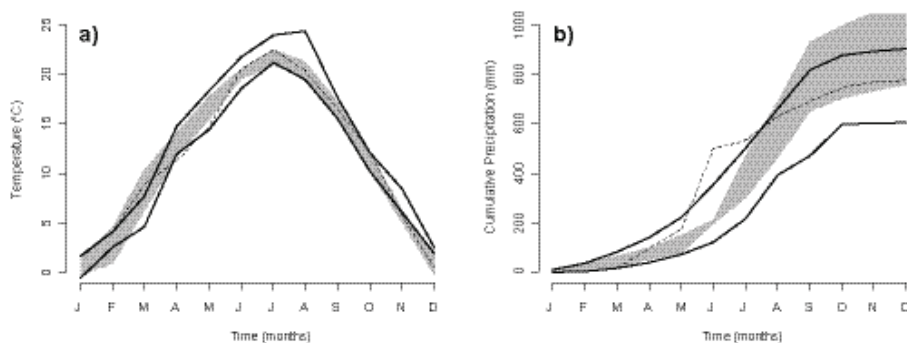 a)
Temperature (°C)
25
20
15
10
5
0
J F M A M J J A S O N D
Time (months)
b)
Cumulative Precipitation (mm)
1000
800
600
400
200
0
J F M A M J J A S O N D
Time (months)